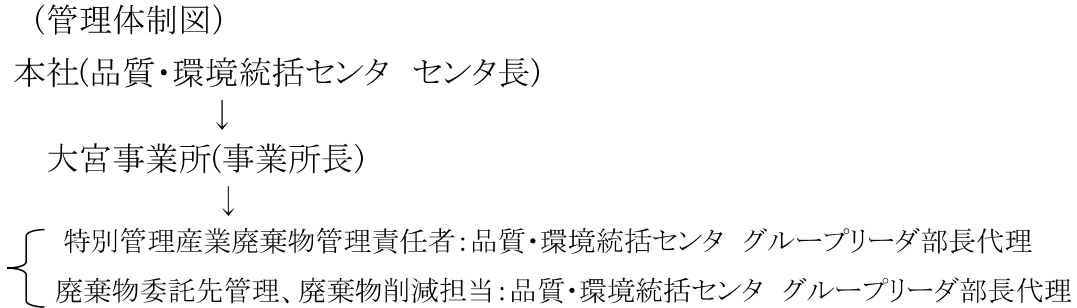 （管理体制図）
本社(品質・環境統括センタ　センタ長)
↓
大宮事業所(事業所長)
↓
特別管理産業廃棄物管理責任者:品質・環境統括センタ　グループリーダ部長代理
廃棄物委託先管理、廃棄物削減担当:品質・環境統括センタ　グループリーダ部長代理